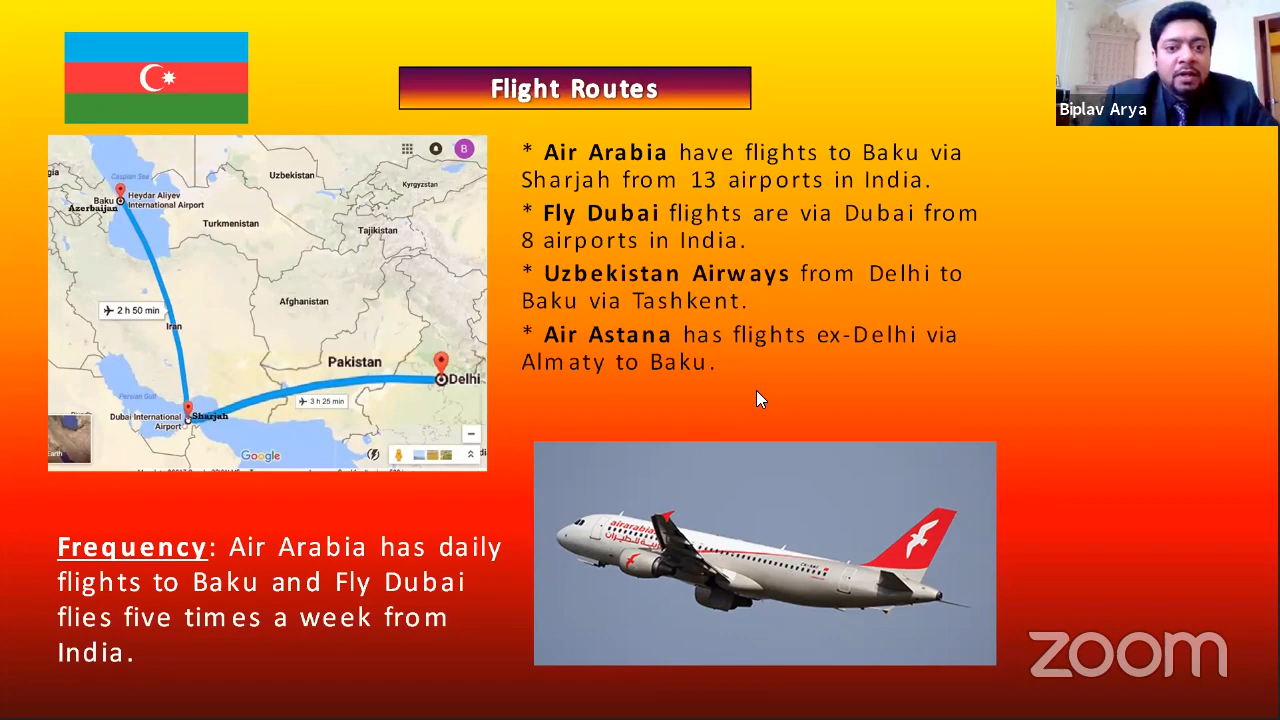 Flight Routes
Biplav Arya
* Air Arabia have flights to Baku via
Sharjah from 13 airports in India.
* Fly Dubai flights are via Dubai from
8 airports in India.
* Uzbekistan Airways from Delhi to
Baku via Tashkent.
* Air Astana has flights ex-Delhi via
Almaty to Baku.
B
Caspian Sea
Uzbekistan
Kyrgyzstan
Baku
Azerbaijan
Heydar Aliyev
International Airport
Turkmenistan
Tajikistan
Afghanistan
2 h 50 min
Iran
Pakistan
Delhi
Persian Gulf
3 h 25 min
Dubai International
Airport
Sharjah
Earth
Google
Frequency: Air Arabia has daily
flights to Baku and Fly Dubai
flies five times a week from
India.
airarabia
العربية للطيران
zoom